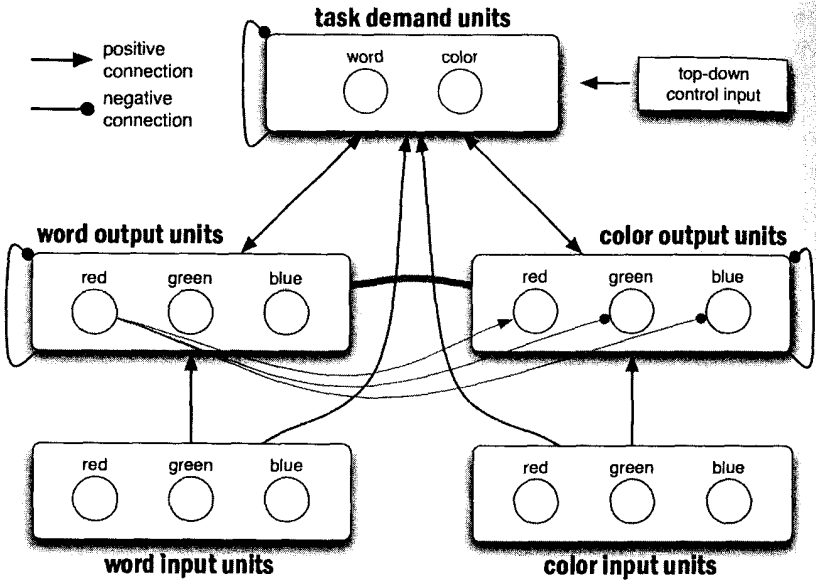 task demand units
positive
connection
negative
connection
word color
top-down
control input
word output units
color output units
red green blue
red green blue
red green blue
red green blue
word input units
color input units